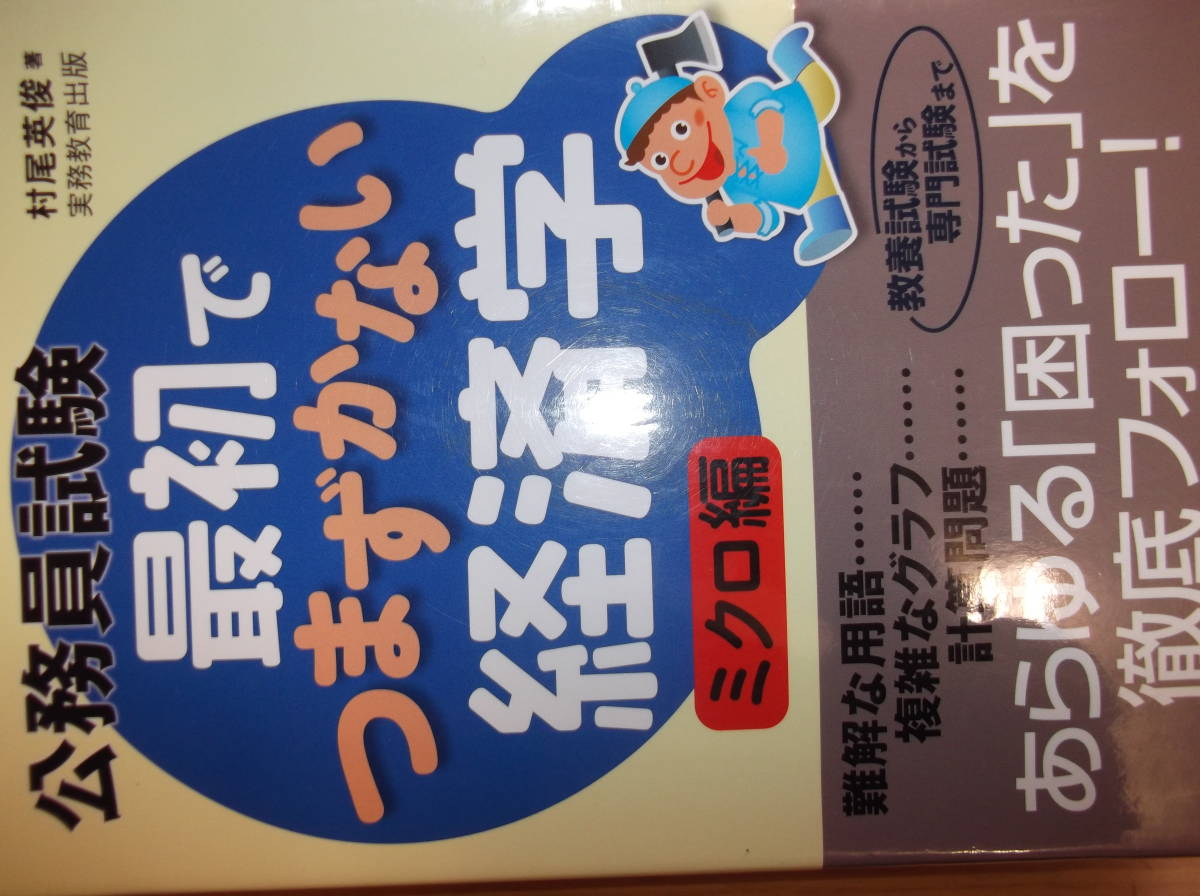 村尾英俊 著
実務教育出版
公務員試験
最初で
つまずかない
経済学
ミクロ編
教養試験から
専門試験まで
難解な用語……
複雑なグラフ……
計算問題……
あらゆる「困った」を
徹底フォロー!